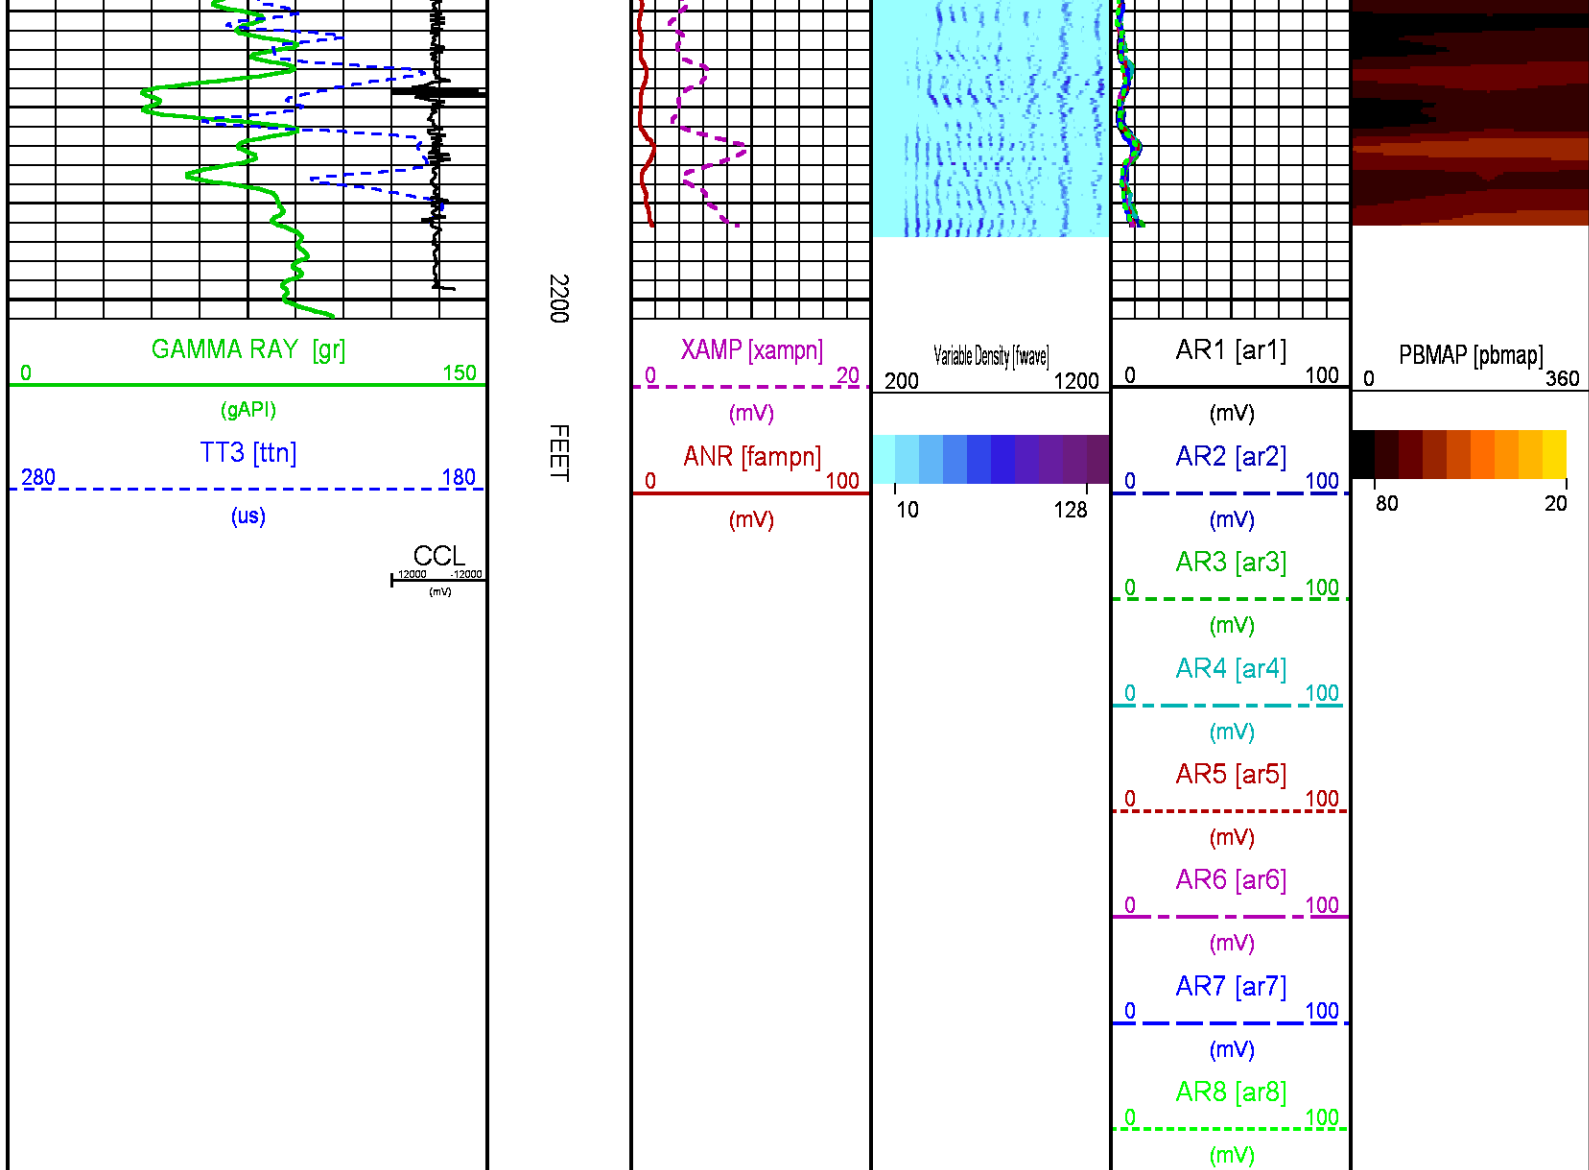 GAMMA RAY [gr]
0 150
(gAPI)
TT3 [ttn]
280 180
(us)
CCL
12000 -12000
(mV)
2200
FEET
XAMP [xampn]
0 20
(mV)
ANR [fampn]
0 100
(mV)
Variable Density [fwave]
200 1200
10 128
AR1 [ar1]
0 100
(mV)
AR2 [ar2]
0 100
(mV)
AR3 [ar3]
0 100
(mV)
AR4 [ar4]
0 100
(mV)
AR5 [ar5]
0 100
(mV)
AR6 [ar6]
0 100
(mV)
AR7 [ar7]
0 100
(mV)
AR8 [ar8]
0 100
(mV)
PBMAP [pbmap]
0 360
80 20